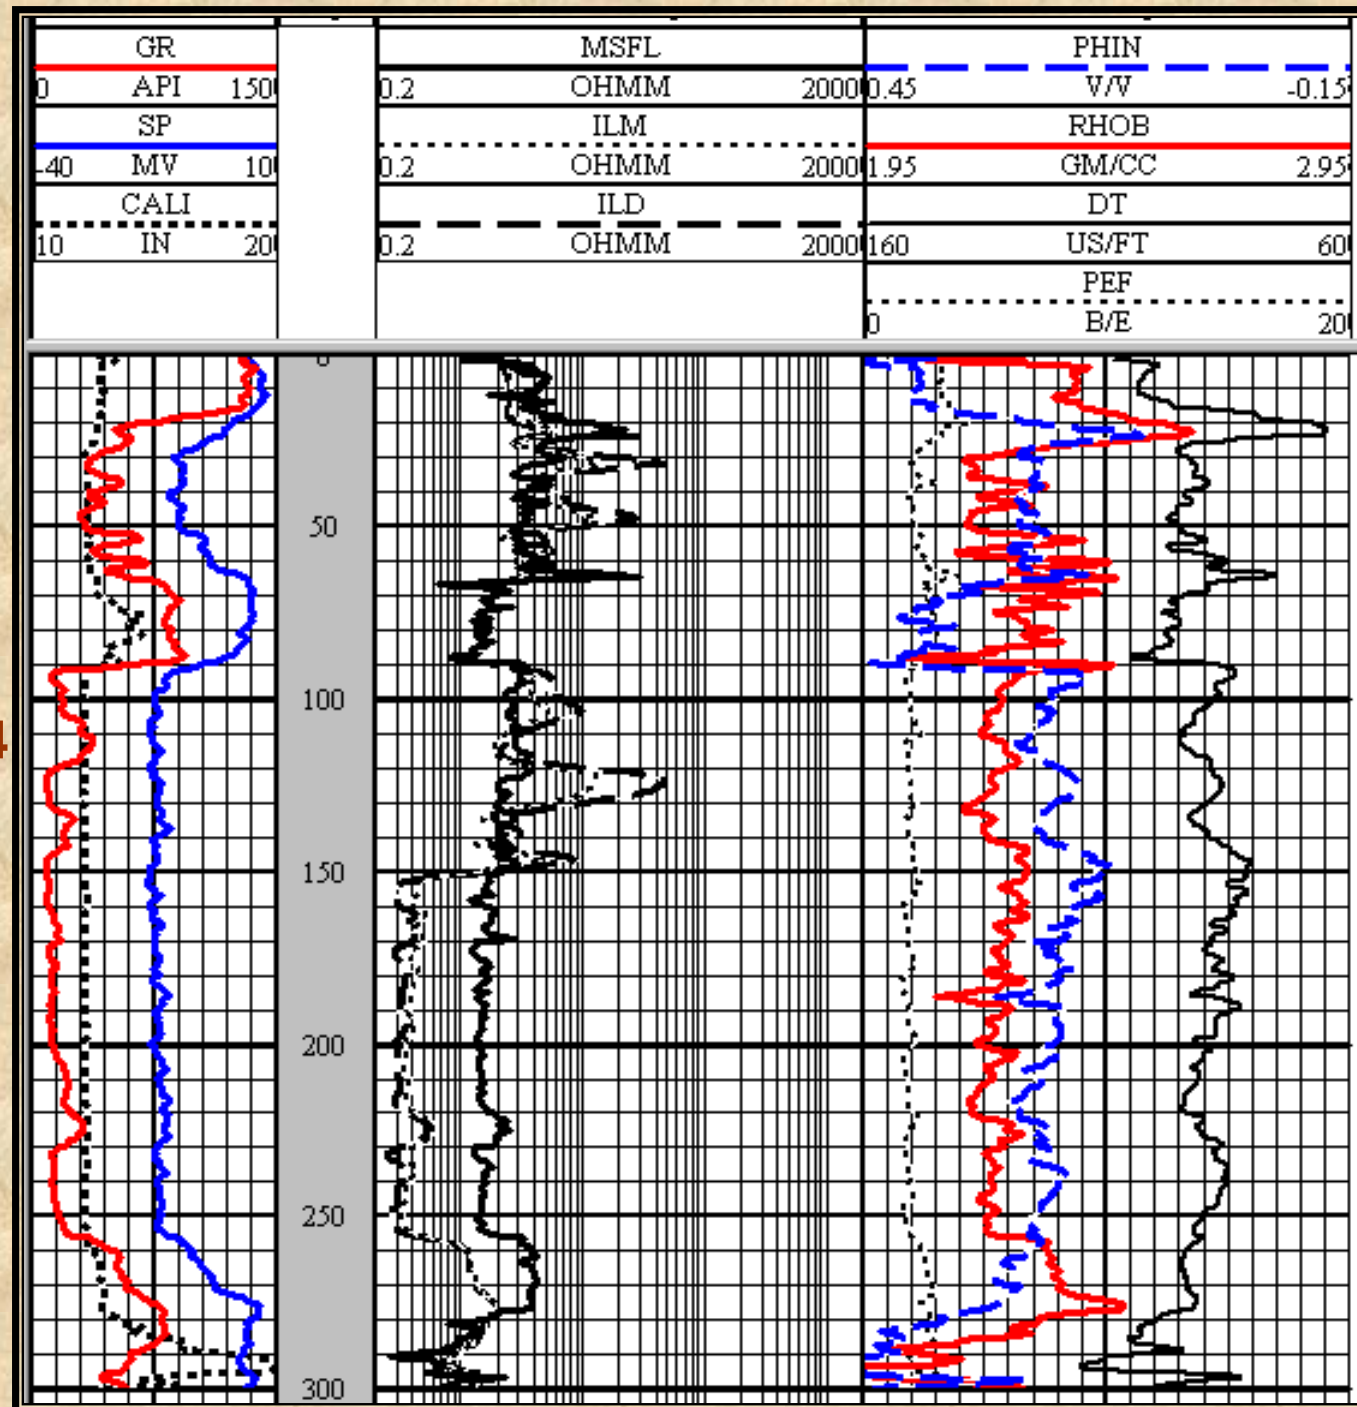 GR MSFL PHIN
0 API 150 0.2 OHMM 2000 0.45 V/V -0.15
SP ILM RHOB
-40 MV 10 0.2 OHMM 2000 1.95 GM/CC 2.95
CALI ILD DT
10 IN 20 0.2 OHMM 2000 160 US/FT 60
PEF
0 B/E 20
0
50
100
4
150
200
250
300